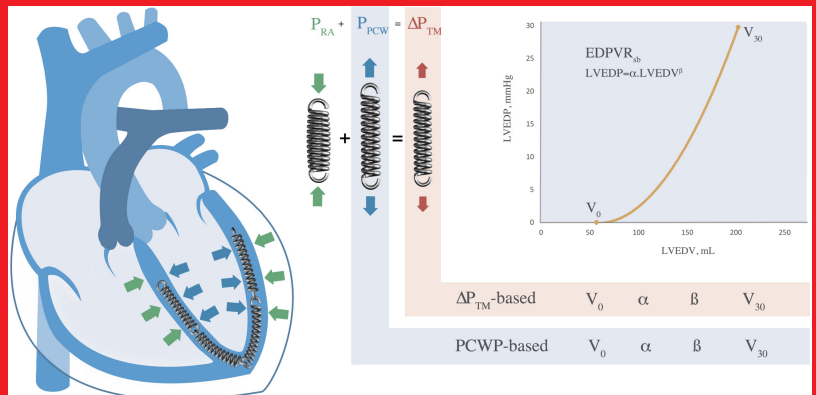 P_RA + P_PCW = ΔP_TM
+ =
LVEDP, mmHg
30
25
20
15
10
5
0
EDPVR_sb
LVEDP=α.LVEDV^β
V_30
V_0
0 50 100 150 200 250
LVEDV, mL
ΔP_TM-based V_0 α ß V_30
PCWP-based V_0 α ß V_30